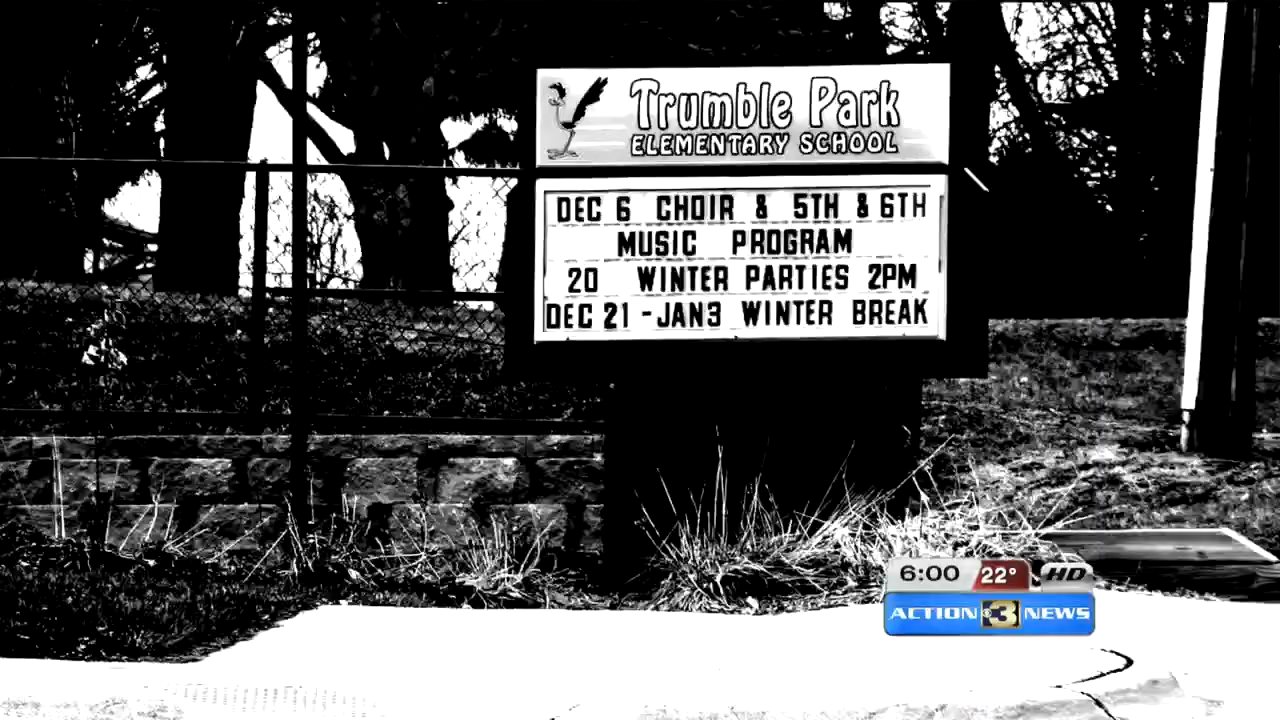 Trumble Park
ELEMENTARY SCHOOL
DEC 6 CHOIR & 5TH & 6TH
MUSIC PROGRAM
20 WINTER PARTIES 2PM
DEC 21 - JAN3 WINTER BREAK
6:00 22° HD
ACTION 3 NEWS